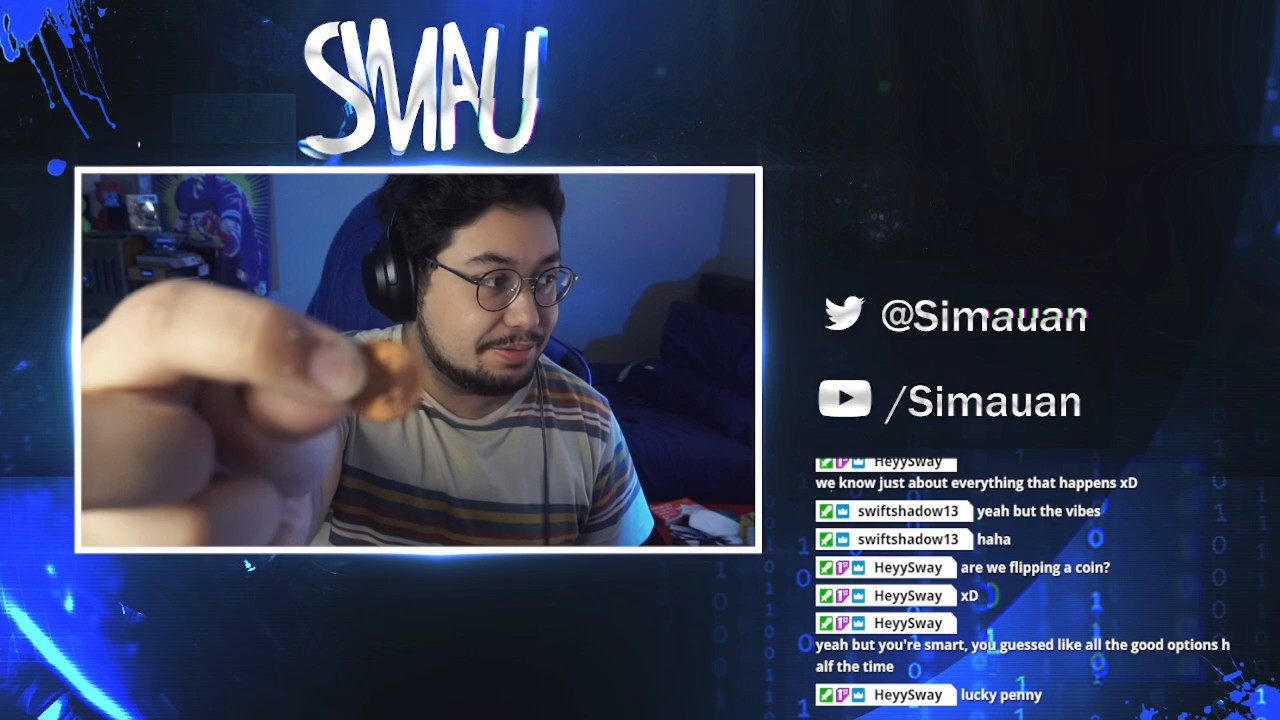 SMAU
@Simauan
/Simauan
HeyySway
we know just about everything that happens xD
swiftshadow13 yeah but the vibes
swiftshadow13 haha
HeyySway are we flipping a coin?
HeyySway xD
HeyySway
yeah but you're smart, you guessed like all the good options h
alf the time
HeyySway lucky penny